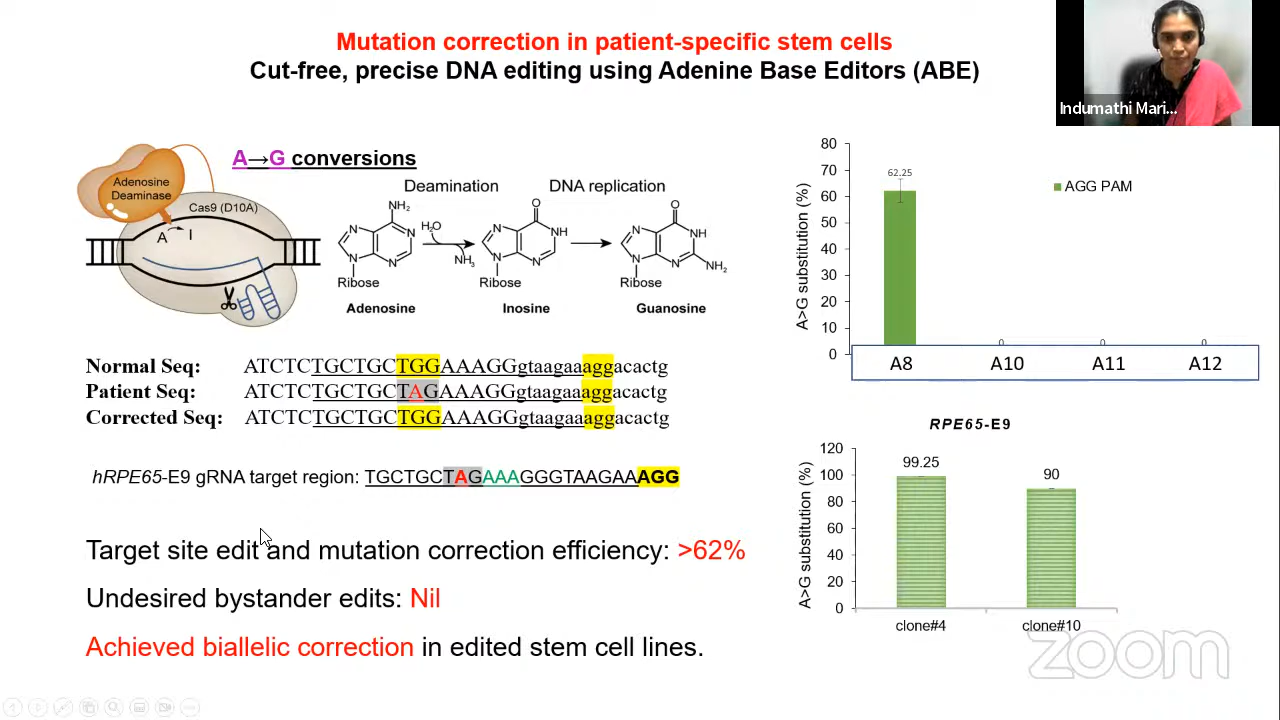 Mutation correction in patient-specific stem cells
Cut-free, precise DNA editing using Adenine Base Editors (ABE)
Indumathi Mari...
A→G conversions
Adenosine
Deaminase
Cas9 (D10A)
A
I
Deamination
DNA replication
NH₂
N
N
N
N
Ribose
Adenosine
H₂O
NH₃
O
N
NH
N
N
Ribose
Inosine
O
N
NH
N
N
NH₂
Ribose
Guanosine
Normal Seq: ATCTCTGCTGCTGGAAAGGgtaagaaaggacactg
Patient Seq: ATCTCTGCTGCTAGAAAGGgtaagaaaggacactg
Corrected Seq: ATCTCTGCTGCTGGAAAGGgtaagaaaggacactg
hRPE65-E9 gRNA target region: TGCTGCTAGAAAGGGTAAGAAAGG
Target site edit and mutation correction efficiency: >62%
Undesired bystander edits: Nil
Achieved biallelic correction in edited stem cell lines.
A>G substitution (%)
80
70
60
50
40
30
20
10
0
62.25
0
0
0
AGG PAM
A8 A10 A11 A12
RPE65-E9
A>G substitution (%)
120
100
80
60
40
20
0
99.25
90
clone#4 clone#10
zoom